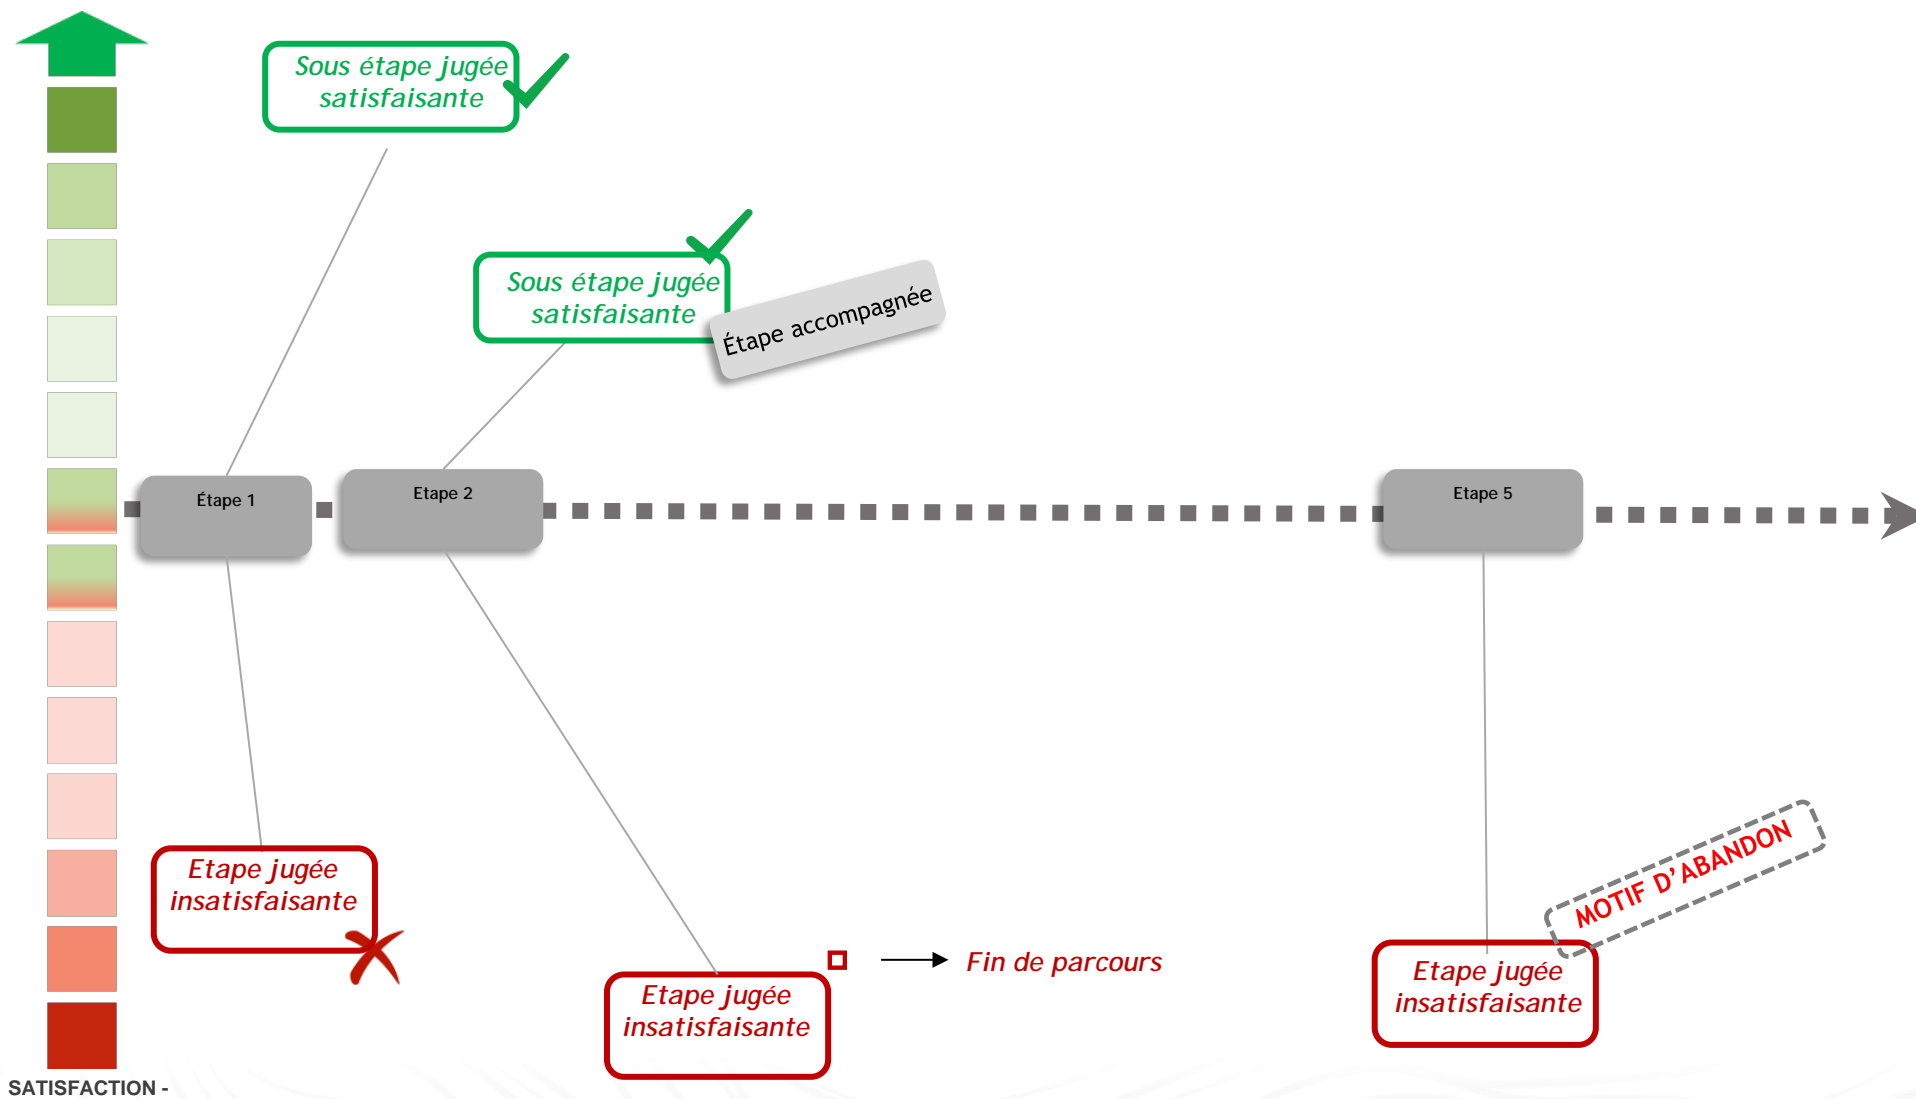 Sous étape jugée
satisfaisante
Sous étape jugée
satisfaisante
Étape accompagnée
Étape 1
Etape 2
Etape 5
Etape jugée
insatisfaisante
MOTIF D’ABANDON
Fin de parcours
Etape jugée
insatisfaisante
Etape jugée
insatisfaisante
SATISFACTION -